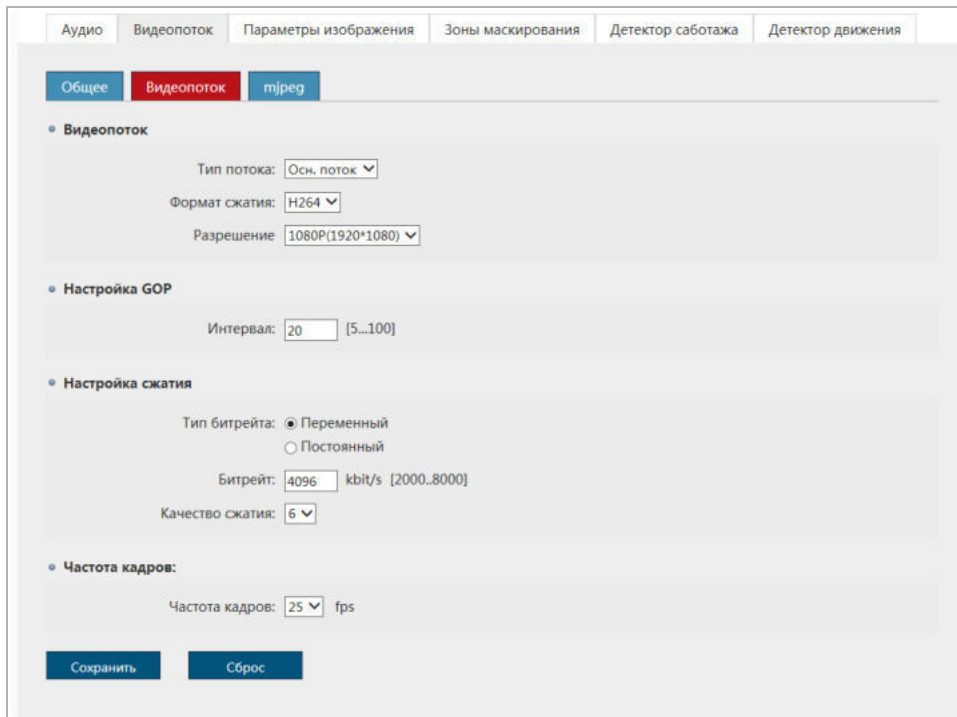 Аудио Видеопоток Параметры изображения Зоны маскирования Детектор саботажа Детектор движения
Общее Видеопоток mjpeg
Видеопоток
Тип потока: Осн. поток
Формат сжатия: H264
Разрешение 1080P(1920*1080)
Настройка GOP
Интервал: 20 [5...100]
Настройка сжатия
Тип битрейта: Переменный
Постоянный
Битрейт: 4096 kbit/s [2000..8000]
Качество сжатия: 6
Частота кадров:
Частота кадров: 25 fps
Сохранить Сброс